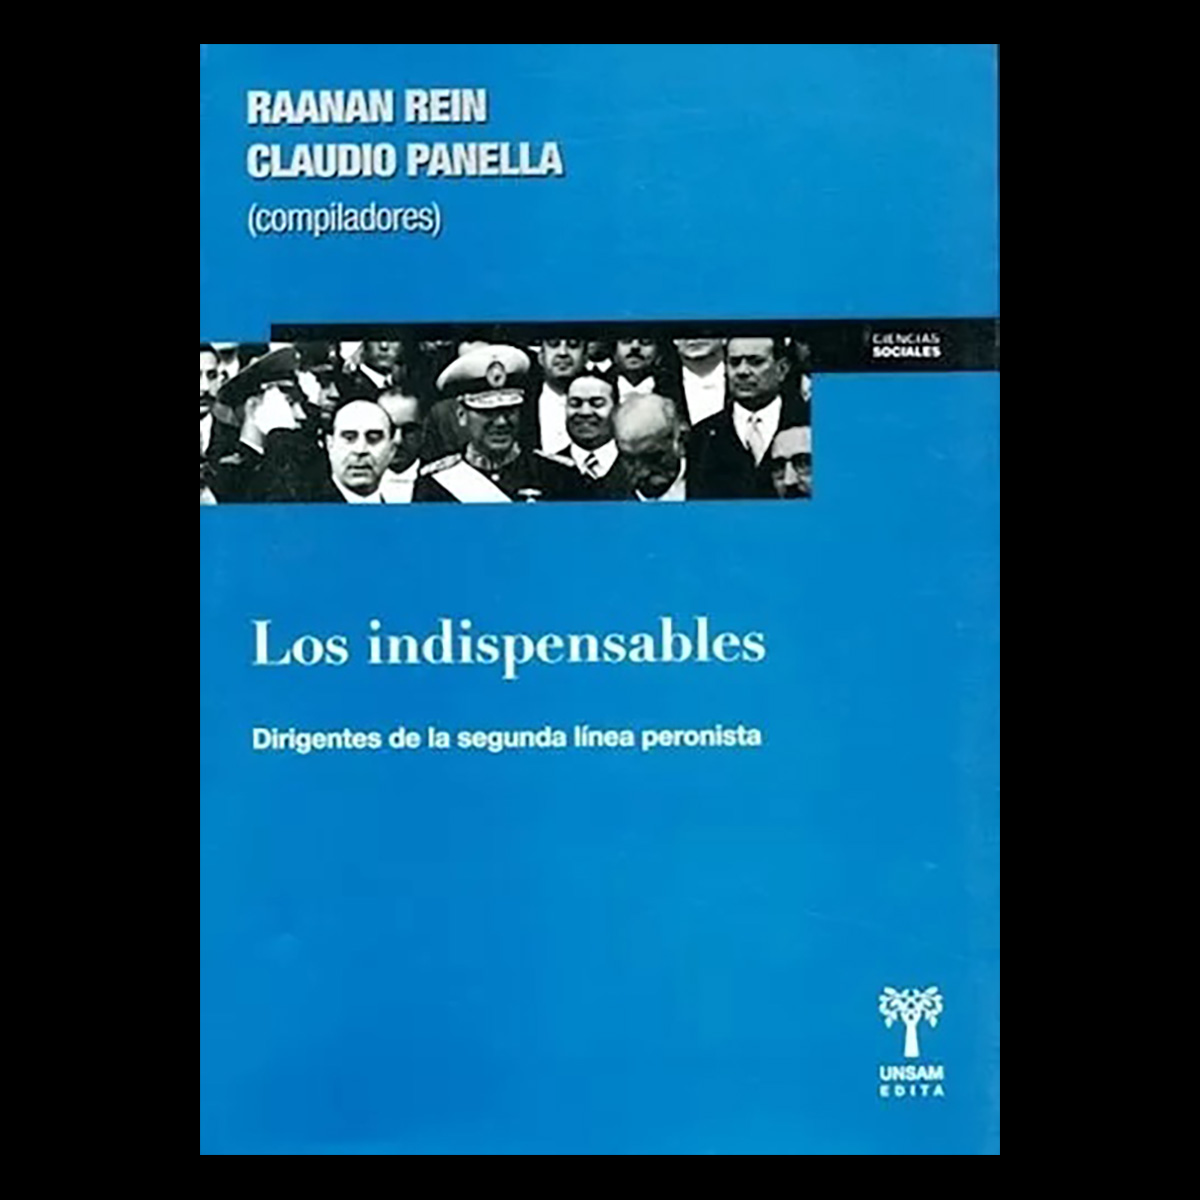 RAANAN REIN
CLAUDIO PANELLA
(compiladores)
CIENCIAS
SOCIALES
Los indispensables
Dirigentes de la segunda línea peronista
UNSAM
EDITA